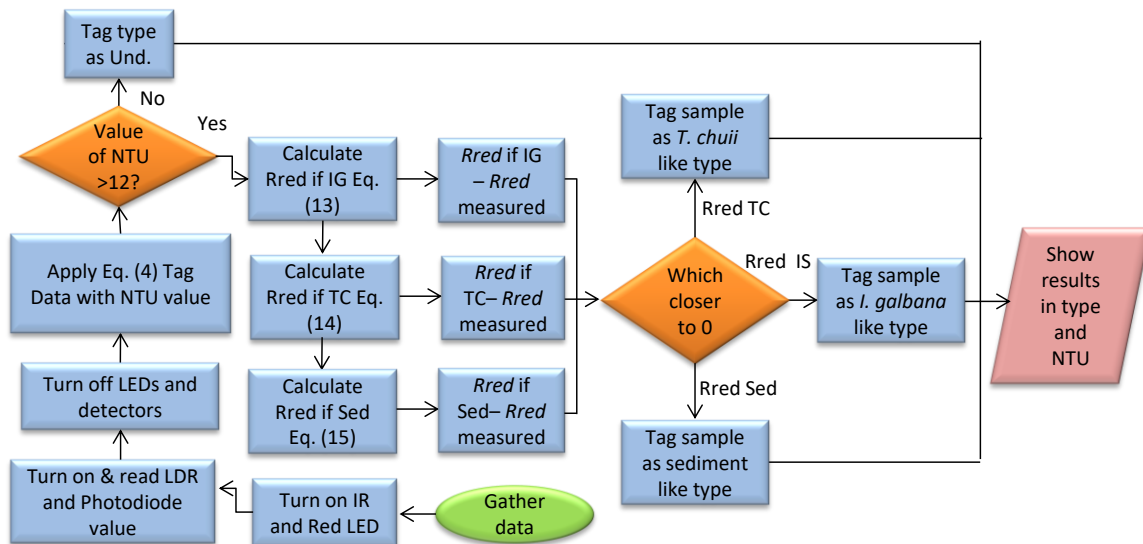 Tag type
as Und.
No
Value
of NTU
>12?
Yes
Apply Eq. (4) Tag
Data with NTU value
Turn off LEDs and
detectors
Turn on & read LDR
and Photodiode
value
Turn on IR
and Red LED
Gather
data
Calculate
Rred if IG Eq.
(13)
Calculate
Rred if TC Eq.
(14)
Calculate
Rred if Sed
Eq. (15)
Rred if IG
– Rred
measured
Rred if
TC– Rred
measured
Rred if
Sed– Rred
measured
Which
closer
to 0
Rred TC
Rred IS
Rred Sed
Tag sample
as T. chuii
like type
Tag sample
as I. galbana
like type
Tag sample
as sediment
like type
Show
results
in type
and
NTU